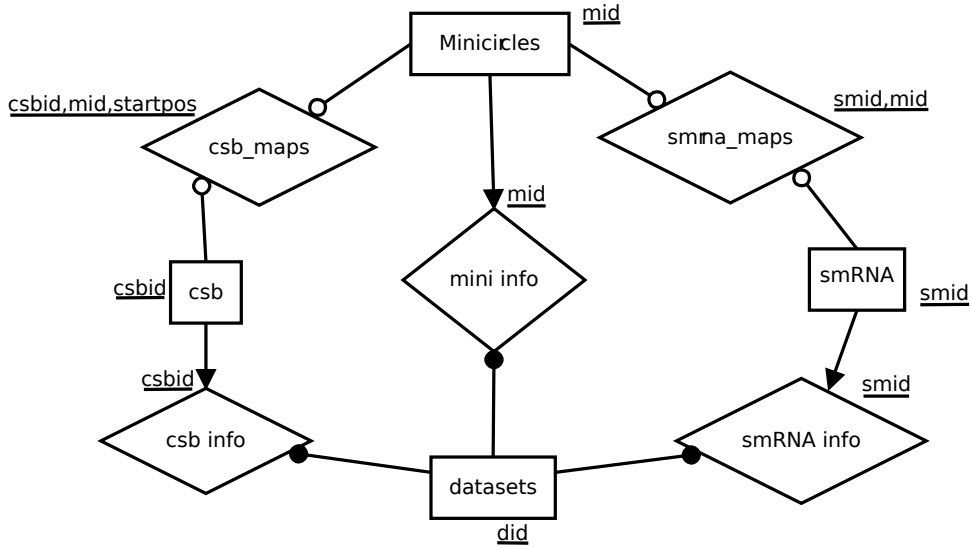 mid
Minicircles
csbid,mid,startpos
smid,mid
csb_maps
smrna_maps
mid
mini info
csbid
csb
smRNA
smid
csbid
smid
csb info
smRNA info
datasets
did